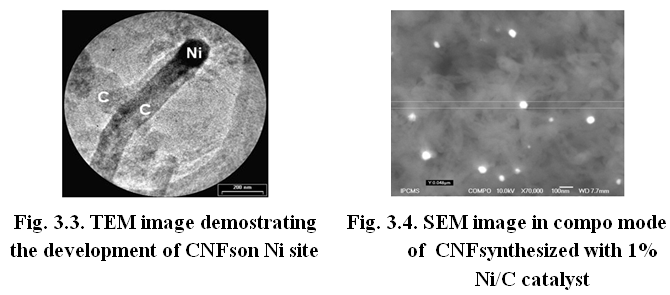 Ni
C
C
200 nm
Y 0.048µm
IPCMS COMPO 10.0kV X70,000 100nm WD 7.7mm
Fig. 3.3. TEM image demostrating
the development of CNFson Ni site
Fig. 3.4. SEM image in compo mode
of CNFsynthesized with 1%
Ni/C catalyst